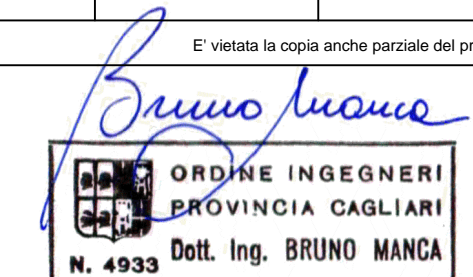 E' vietata la copia anche parziale del pr
Bruno Manca
ORDINE INGEGNERI
PROVINCIA CAGLIARI
N. 4933 Dott. Ing. BRUNO MANCA